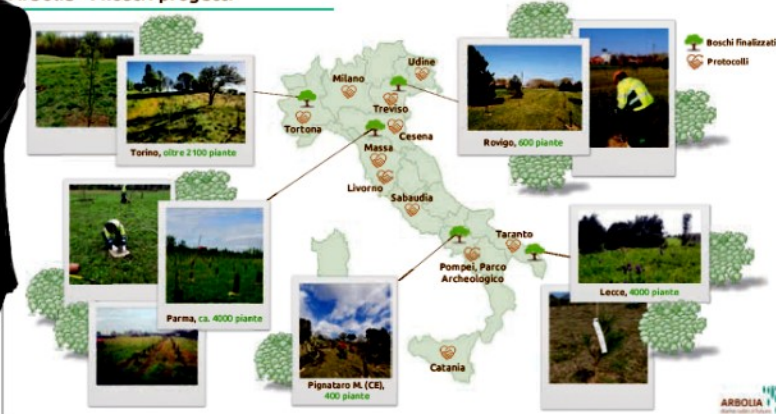 Boschi finalizzati
Protocolli
Udine
Milano
Treviso
Tortona
Cesena
Massa
Livorno
Sabaudia
Taranto
Pompei, Parco
Archeologico
Catania
Torino, oltre 2100 piante
Rovigo, 600 piante
Parma, ca. 4000 piante
Pignataro M. (CE),
400 piante
Lecce, 4000 piante
ARBOLIA